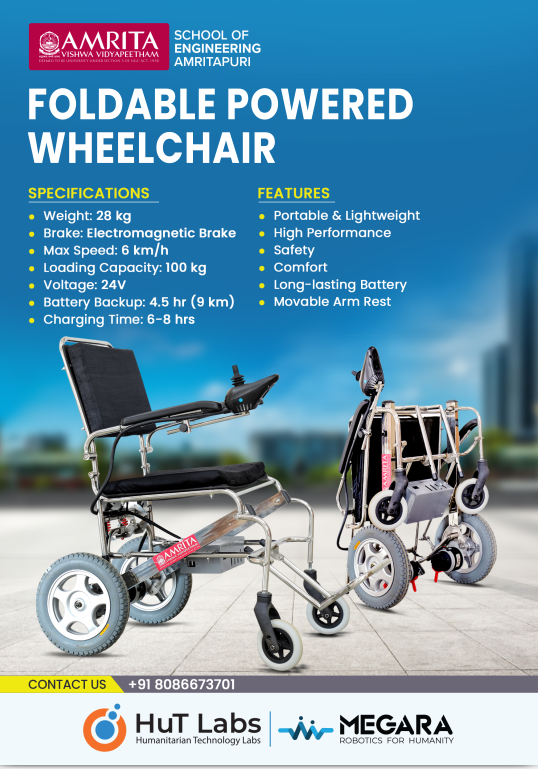 AMRITA
VISHWA VIDYAPEETHAM
SCHOOL OF
ENGINEERING
AMRITAPURI
FOLDABLE POWERED
WHEELCHAIR
SPECIFICATIONS
Weight: 28 kg
Brake: Electromagnetic Brake
Max Speed: 6 km/h
Loading Capacity: 100 kg
Voltage: 24V
Battery Backup: 4.5 hr (9 km)
Charging Time: 6-8 hrs
FEATURES
Portable & Lightweight
High Performance
Safety
Comfort
Long-lasting Battery
Movable Arm Rest
AMRITA
AMRITA
CONTACT US
+91 8086673701
HuT Labs
Humanitarian Technology Labs
MEGARA
ROBOTICS FOR HUMANITY